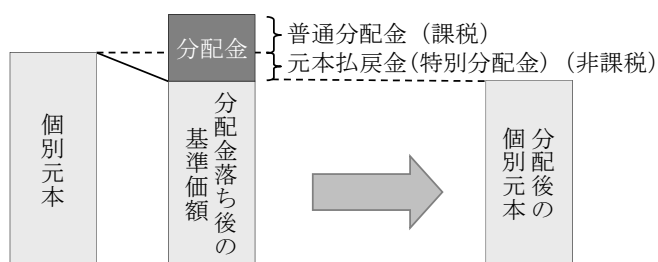 分配金
普通分配金（課税）
元本払戻金(特別分配金)（非課税）
個別元本
分配金落ち後の
基準価額
分配後の
個別元本